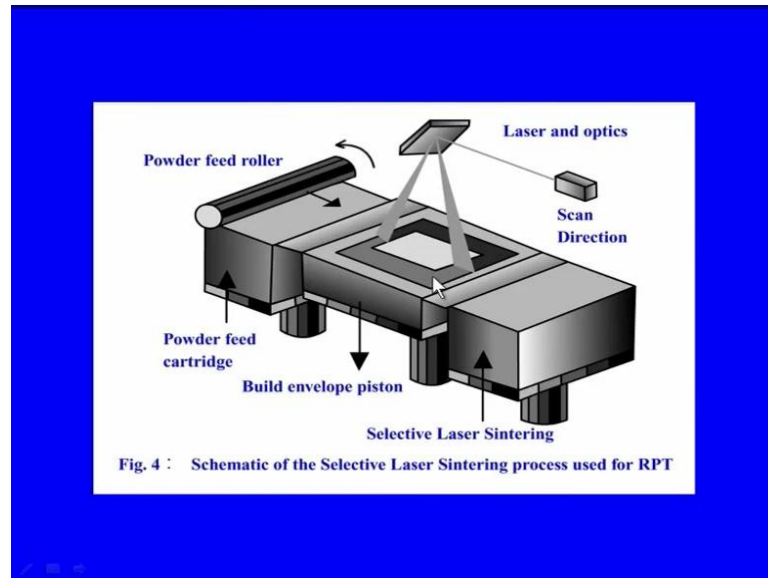 Laser and optics
Powder feed roller
Scan
Direction
Powder feed
cartridge
Build envelope piston
Selective Laser Sintering
Fig. 4： Schematic of the Selective Laser Sintering process used for RPT